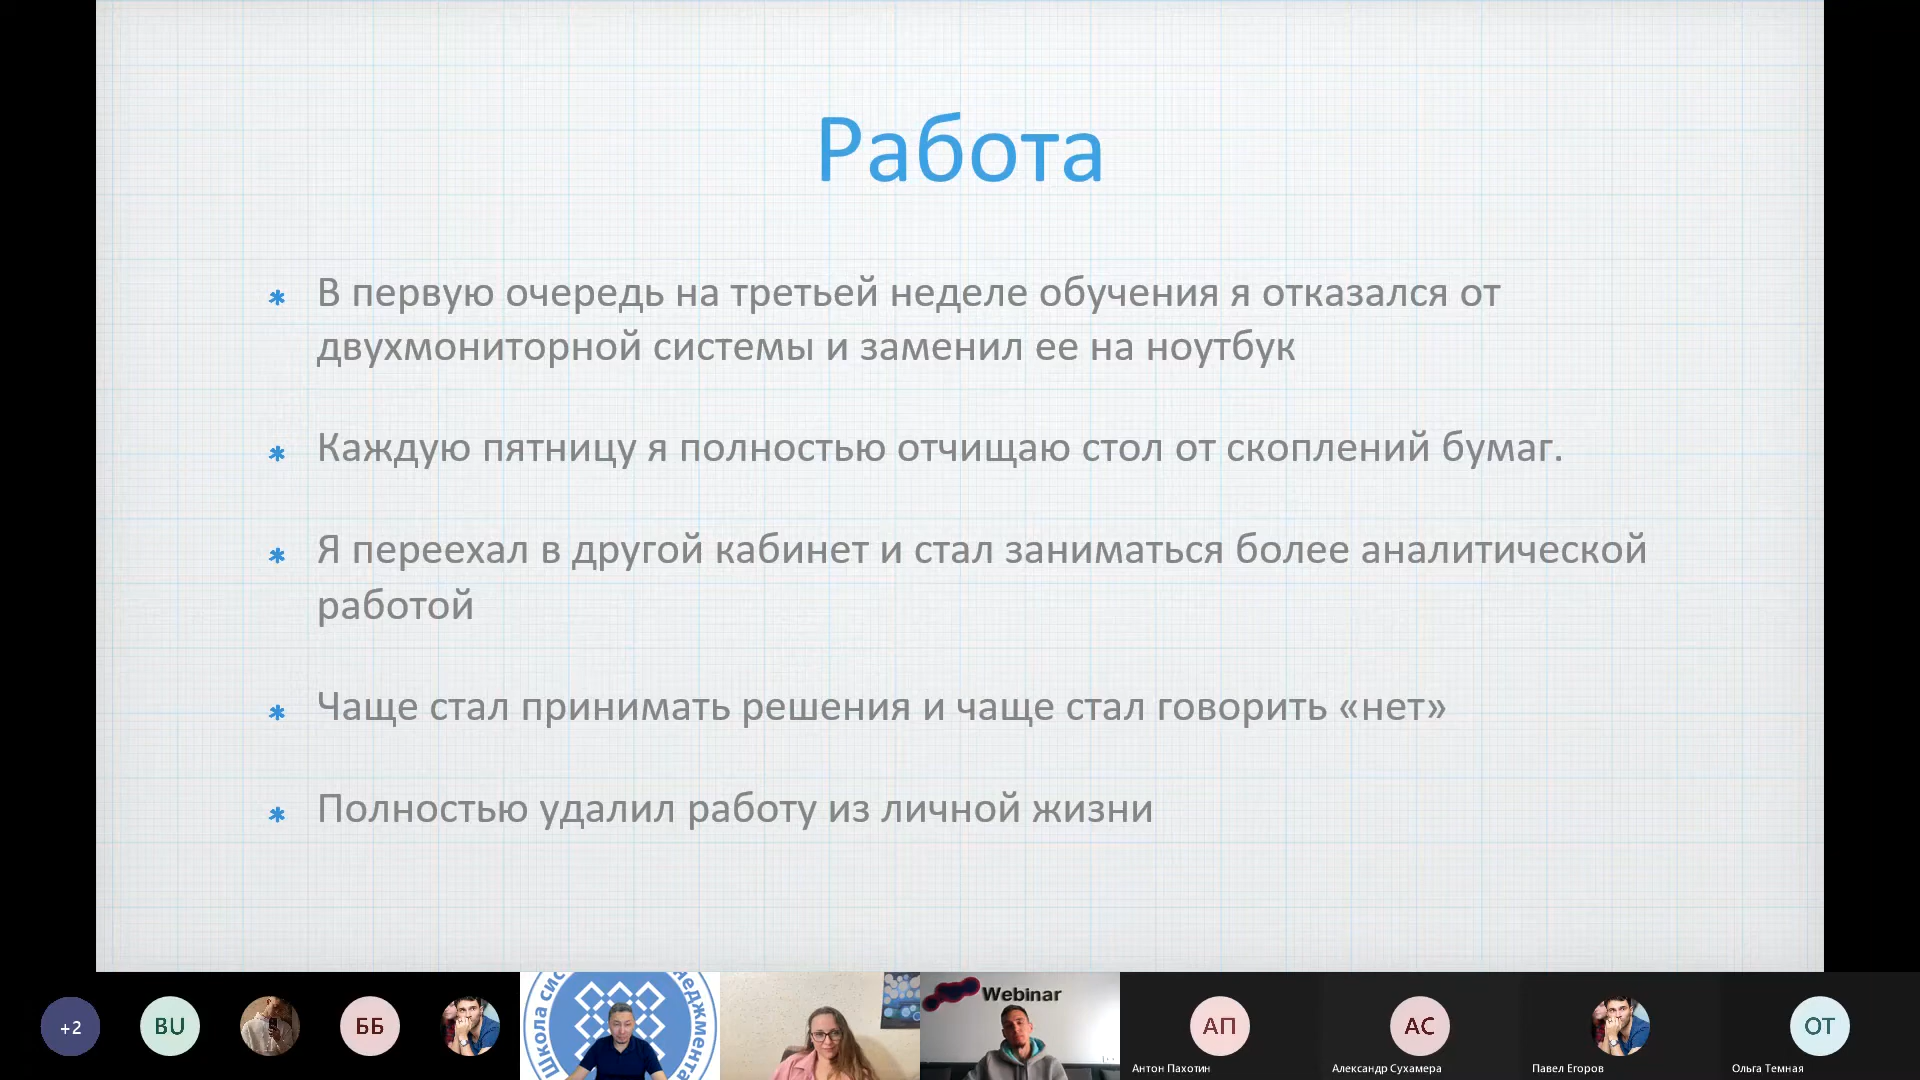 Работа
* В первую очередь на третьей неделе обучения я отказался от
двухмониторной системы и заменил ее на ноутбук
* Каждую пятницу я полностью отчищаю стол от скоплений бумаг.
* Я переехал в другой кабинет и стал заниматься более аналитической
работой
* Чаще стал принимать решения и чаще стал говорить «нет»
* Полностью удалил работу из личной жизни
+2
BU
ББ
Школа сис
неджмента
Webinar
АП
Антон Пахотин
АС
Александр Сухамера
Павел Егоров
ОТ
Ольга Темная